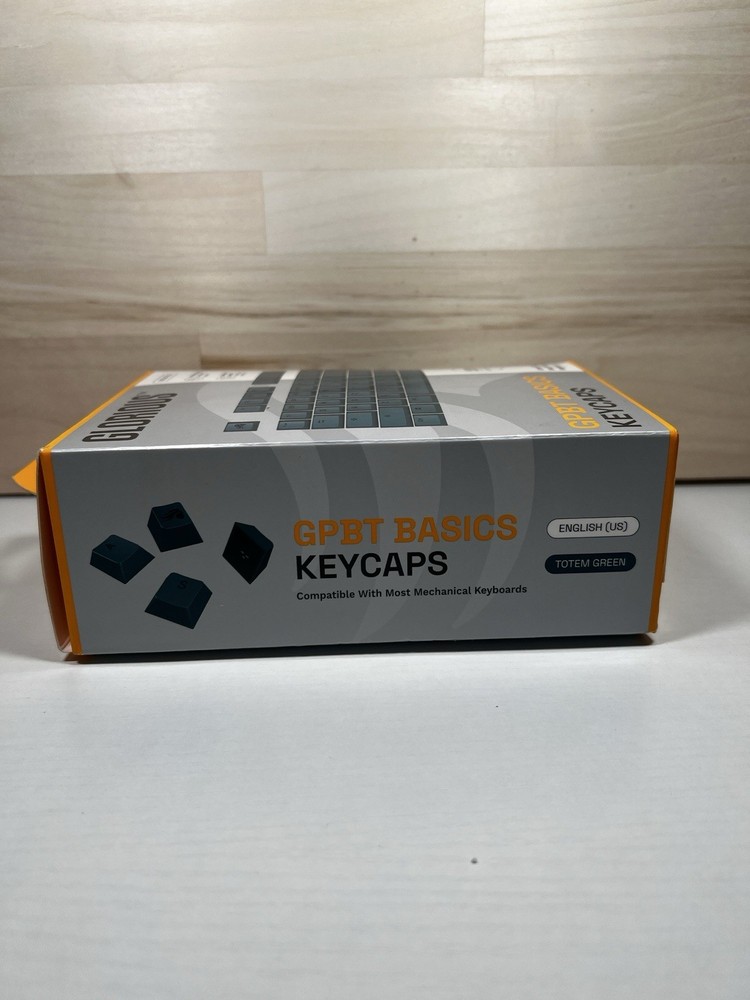 GLORIOUS
GPBT BASICS
KEYCAPS
GPBT BASICS
KEYCAPS
Compatible With Most Mechanical Keyboards
ENGLISH (US)
TOTEM GREEN